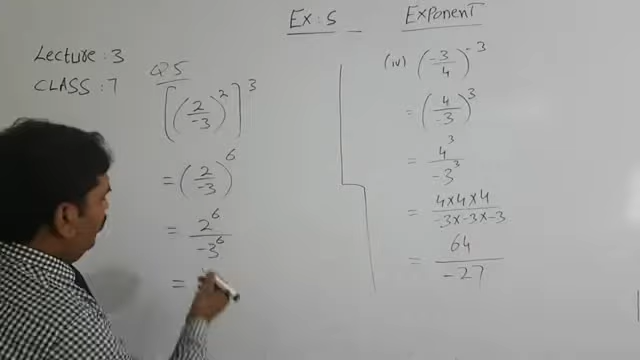 Ex: 5 Exponent
Lecture: 3
CLASS: 7
Q5
[(2/-3)^2]^3
= (2/-3)^6
= 2^6/-3^6
=
(iv) (-3/4)^-3
= (4/-3)^3
= 4^3/-3^3
= 4×4×4/-3×-3×-3
= 64/-27